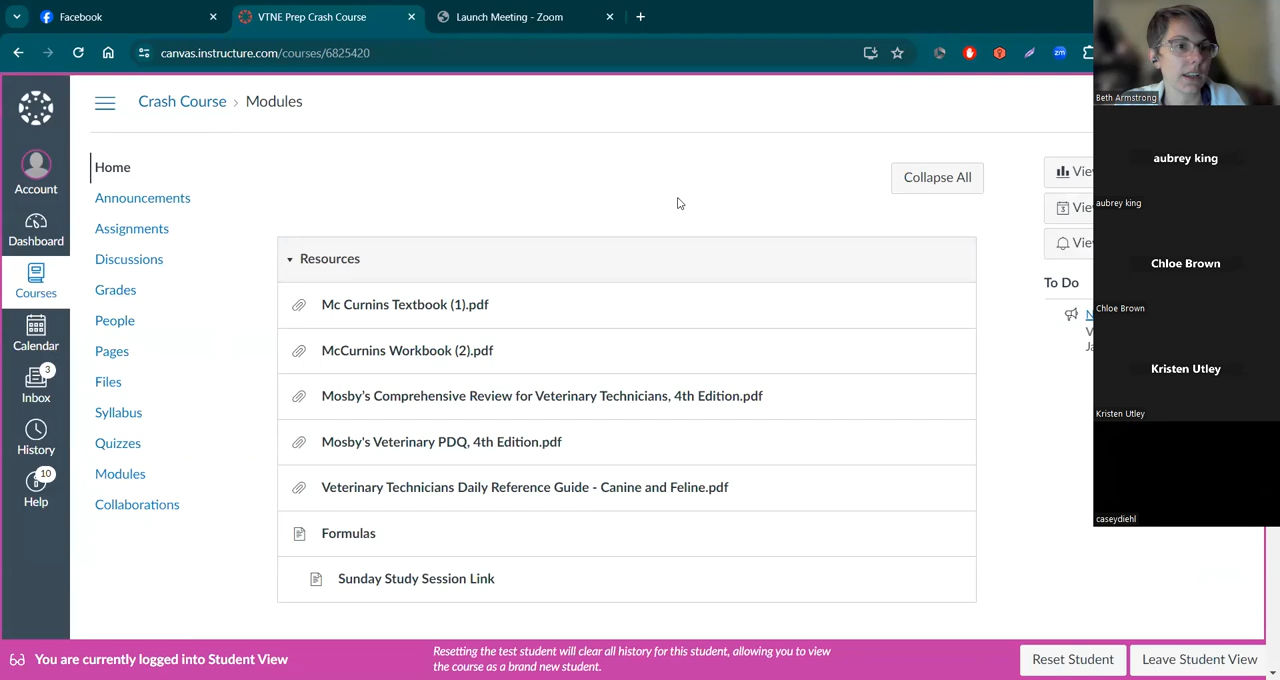 Facebook
VTNE Prep Crash Course
Launch Meeting - Zoom
canvas.instructure.com/courses/6825420
zm
Crash Course › Modules
Account
Dashboard
Courses
Calendar
3
Inbox
History
10
Help
Home
Announcements
Assignments
Discussions
Grades
People
Pages
Files
Syllabus
Quizzes
Modules
Collaborations
Collapse All
Resources
Mc Curnins Textbook (1).pdf
McCurnins Workbook (2).pdf
Mosby's Comprehensive Review for Veterinary Technicians, 4th Edition.pdf
Mosby's Veterinary PDQ, 4th Edition.pdf
Veterinary Technicians Daily Reference Guide - Canine and Feline.pdf
Formulas
Sunday Study Session Link
To Do
Beth Armstrong
aubrey king
aubrey king
Chloe Brown
Chloe Brown
Kristen Utley
Kristen Utley
caseydiehl
You are currently logged into Student View
Resetting the test student will clear all history for this student, allowing you to view
the course as a brand new student.
Reset Student
Leave Student View